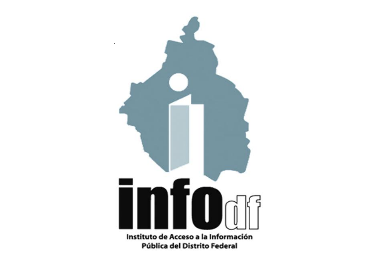 infodf
Instituto de Acceso a la Información
Pública del Distrito Federal